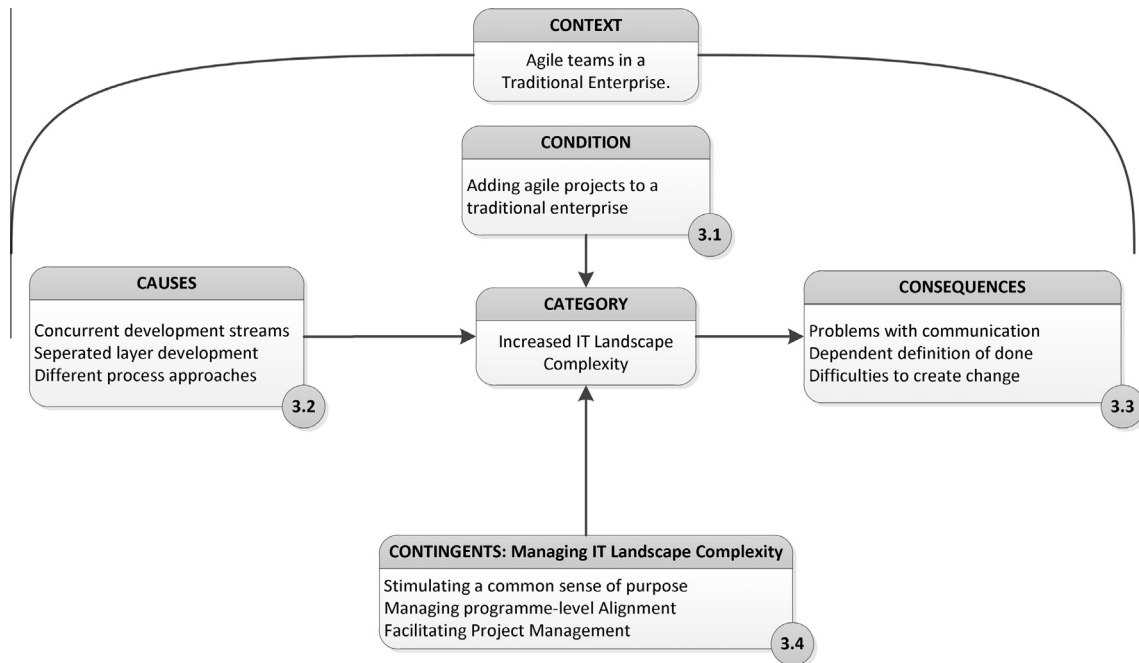 CONTEXT
Agile teams in a
Traditional Enterprise.
CONDITION
Adding agile projects to a
traditional enterprise
3.1
CAUSES
Concurrent development streams
Seperated layer development
Different process approaches
3.2
CATEGORY
Increased IT Landscape
Complexity
CONSEQUENCES
Problems with communication
Dependent definition of done
Difficulties to create change
3.3
CONTINGENTS: Managing IT Landscape Complexity
Stimulating a common sense of purpose
Managing programme-level Alignment
Facilitating Project Management
3.4